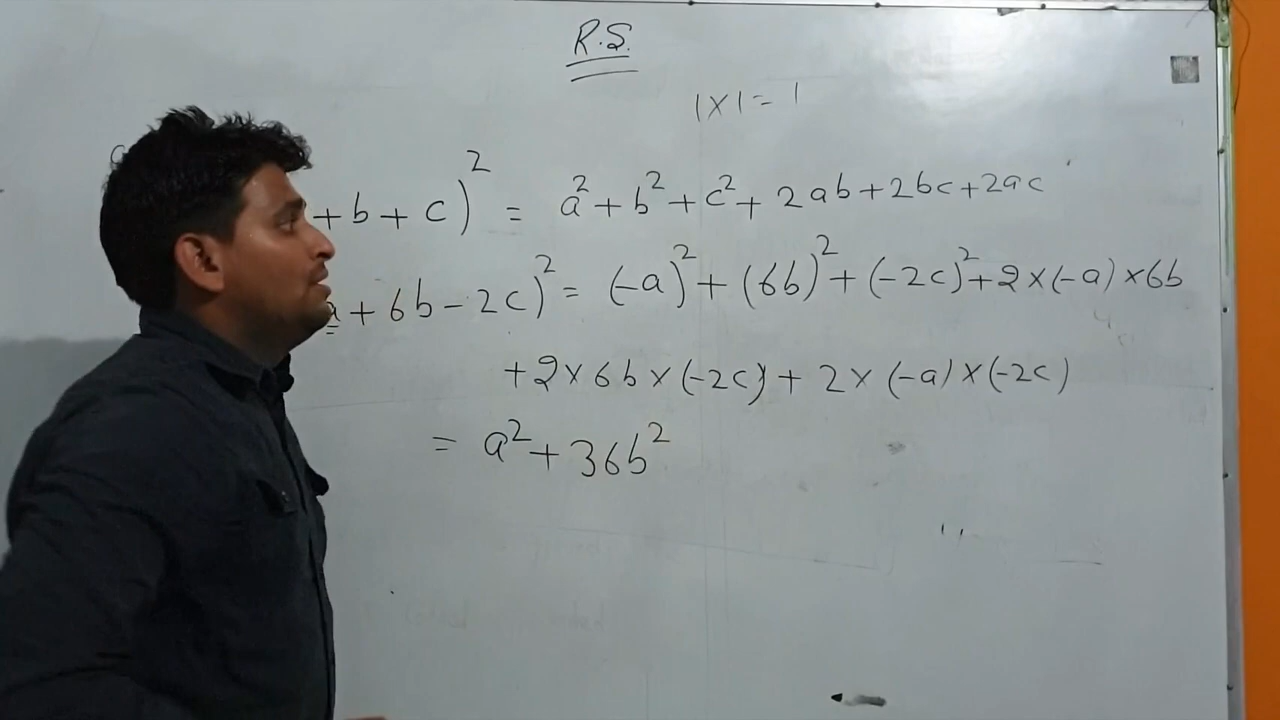 R.S.
1×1=1
+b+c)² = a²+b²+c²+2ab+2bc+2ac
a+6b-2c)² = (-a)²+(6b)²+(-2c)²+2×(-a)×6b
+2×6b×(-2c)+2×(-a)×(-2c)
= a²+36b²